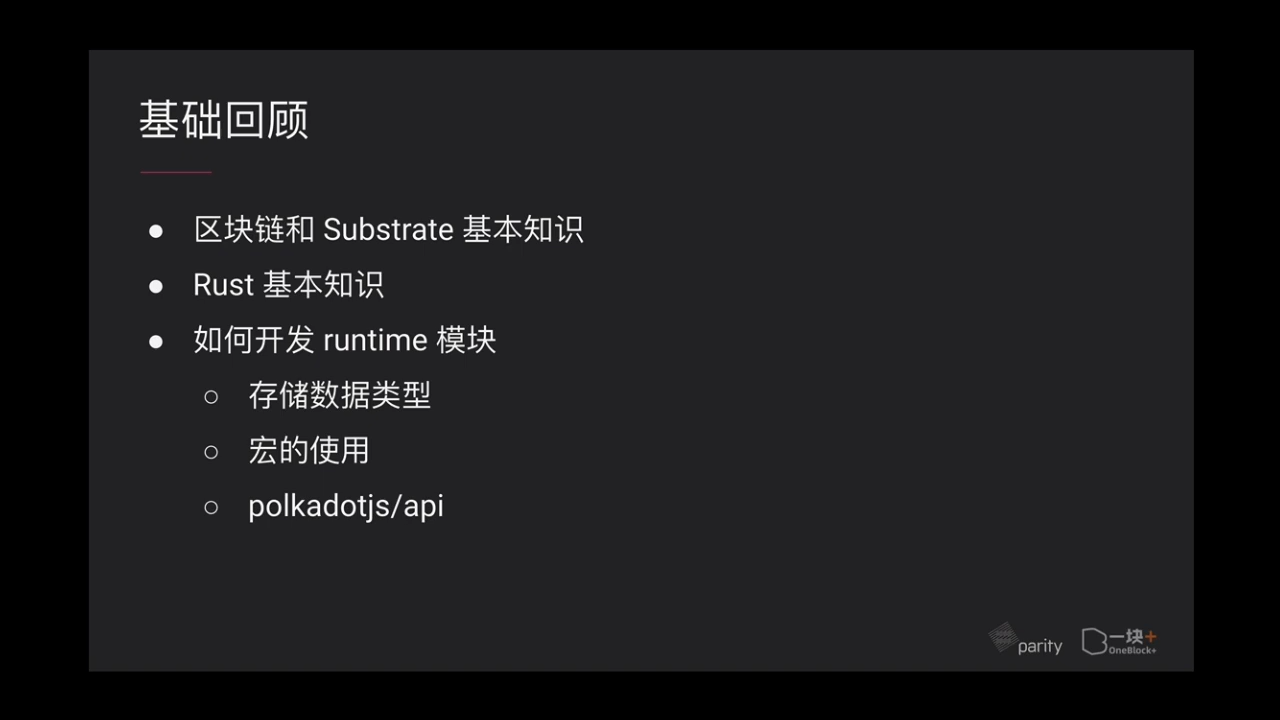 基础回顾
● 区块链和 Substrate 基本知识
● Rust 基本知识
● 如何开发 runtime 模块
○ 存储数据类型
○ 宏的使用
○ polkadotjs/api
parity
一块+
OneBlock+